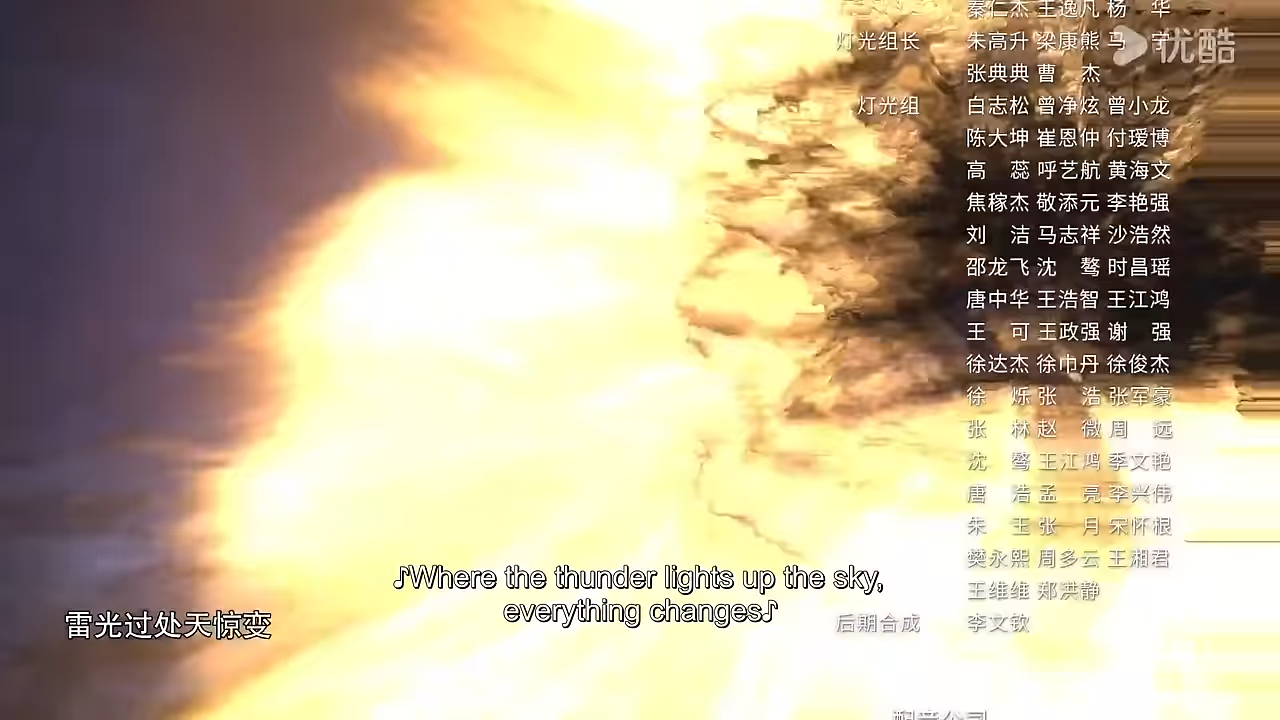 秦仁杰 王逸凡 杨 华
灯光组长 朱高升 梁康熊 马 宇
优酷
张典典 曹 杰
灯光组 白志松 曾净炫 曾小龙
陈大坤 崔恩仲 付瑷博
高 蕊 呼艺航 黄海文
焦稼杰 敬添元 李艳强
刘 洁 马志祥 沙浩然
邵龙飞 沈 骜 时昌瑶
唐中华 王浩智 王江鸿
王 可 王政强 谢 强
徐达杰 徐巾丹 徐俊杰
徐 烁 张 浩 张军豪
张 林 赵 微 周 远
沈 骜 王江鸿 季文艳
唐 浩 孟 亮 李兴伟
朱 玉 张 月 宋怀根
樊永熙 周多云 王湘君
王维维 郑洪静
♪Where the thunder lights up the sky,
everything changes♪
雷光过处天惊变
后期合成 李文钦
配音公司